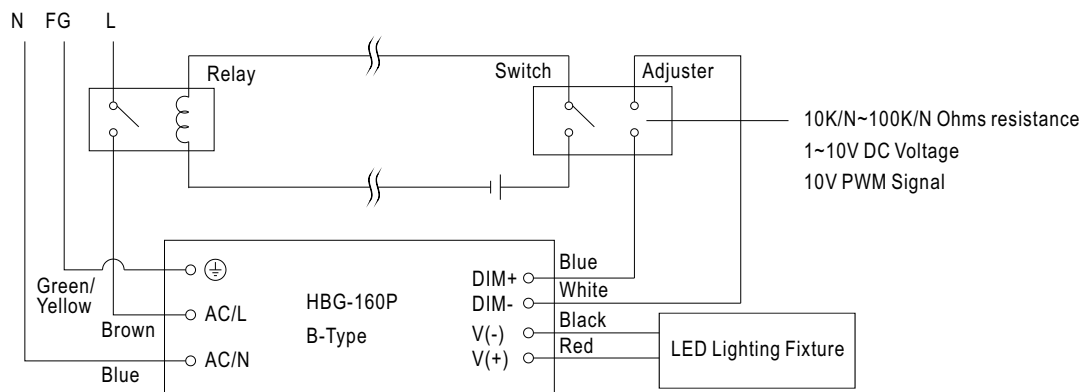 N FG L
Relay
Switch
Adjuster
10K/N~100K/N Ohms resistance
1~10V DC Voltage
10V PWM Signal
Green/
Yellow
Brown
Blue
AC/L
AC/N
HBG-160P
B-Type
DIM+
DIM-
V(-)
V(+)
Blue
White
Black
Red
LED Lighting Fixture